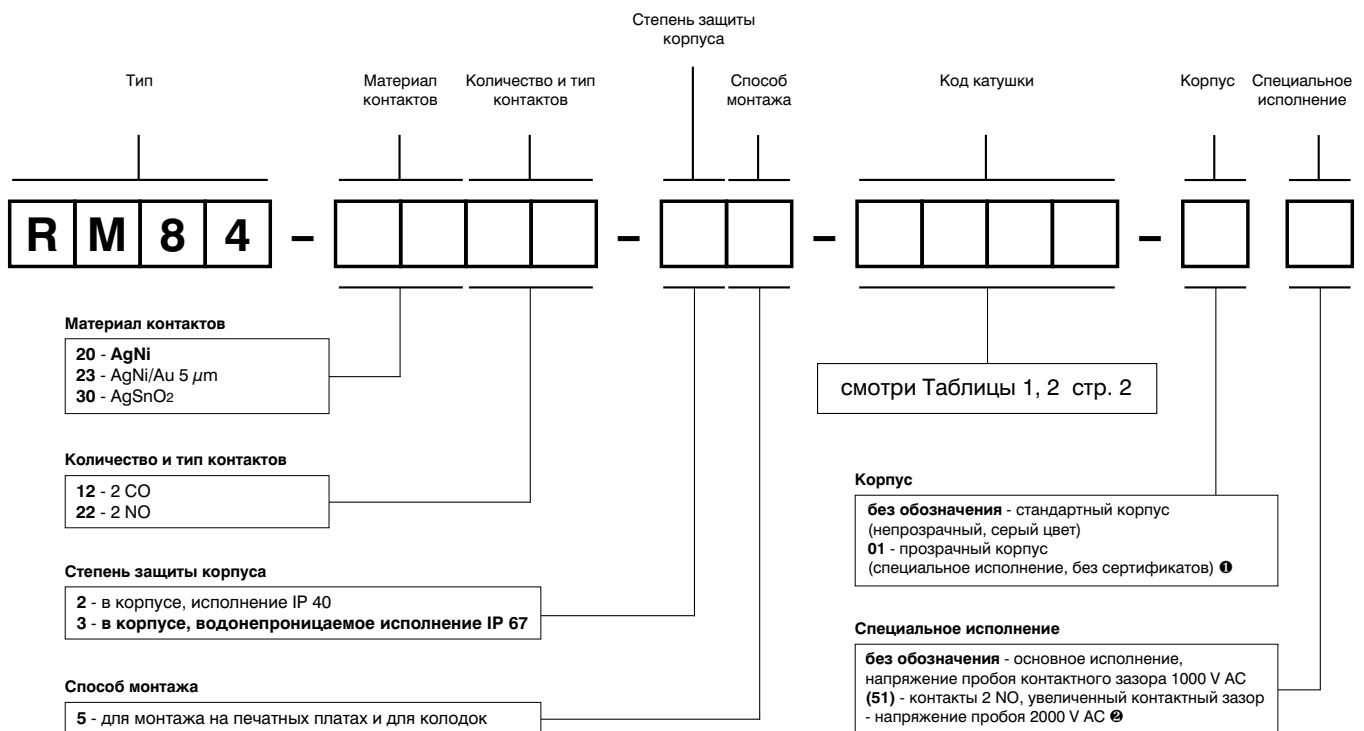 Степень защиты
корпуса
Тип
Материал
контактов
Количество и тип
контактов
Способ
монтажа
Код катушки
Корпус
Специальное
исполнение
R M 8 4 – – – –
Материал контактов
20 - AgNi
23 - AgNi/Au 5 µm
30 - AgSnO2
смотри Таблицы 1, 2 стр. 2
Количество и тип контактов
12 - 2 CO
22 - 2 NO
Корпус
без обозначения - стандартный корпус
(непрозрачный, серый цвет)
01 - прозрачный корпус
(специальное исполнение, без сертификатов) ❶
Степень защиты корпуса
2 - в корпусе, исполнение IP 40
3 - в корпусе, водонепроницаемое исполнение IP 67
Специальное исполнение
без обозначения - основное исполнение,
напряжение пробоя контактного зазора 1000 V AC
(51) - контакты 2 NO, увеличенный контактный зазор
- напряжение пробоя 2000 V AC ❷
Способ монтажа
5 - для монтажа на печатных платах и для колодок